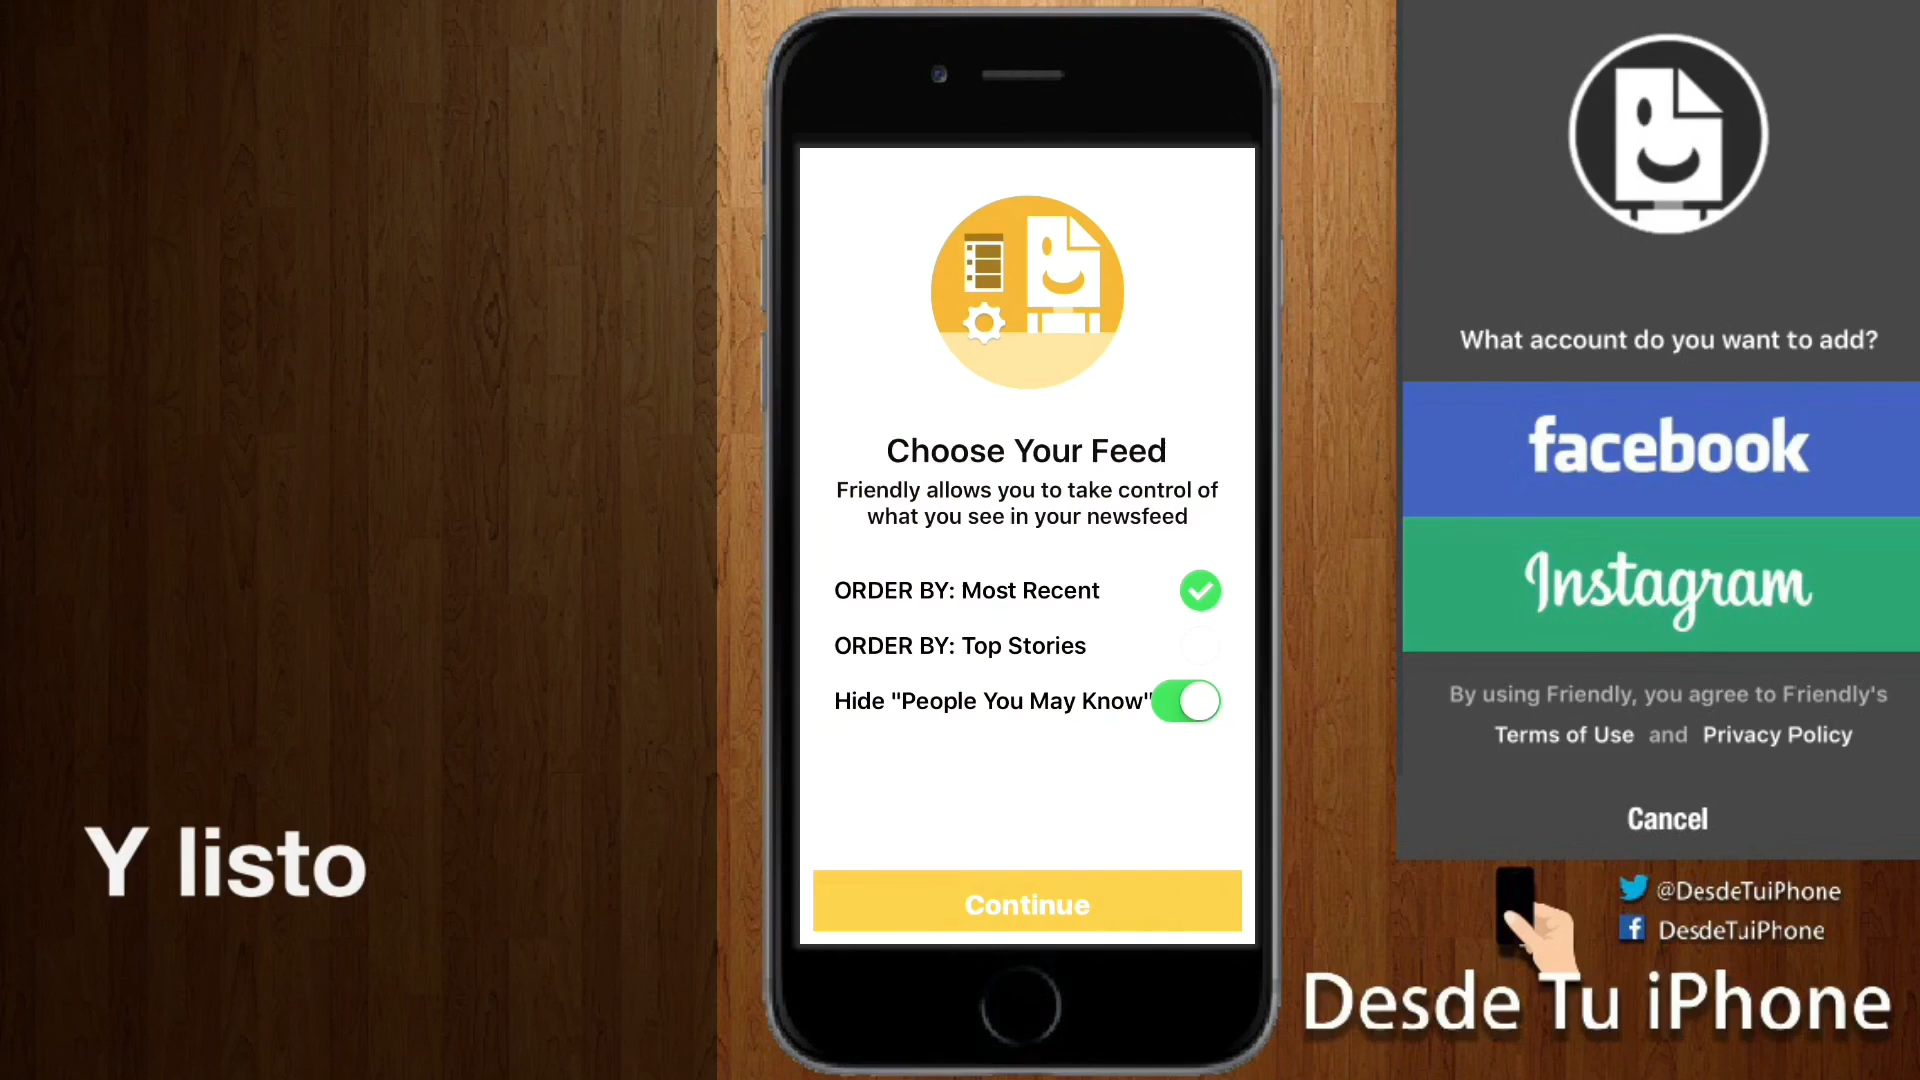 Y listo
Choose Your Feed
Friendly allows you to take control of
what you see in your newsfeed
ORDER BY: Most Recent
ORDER BY: Top Stories
Hide "People You May Know"
Continue
What account do you want to add?
facebook
Instagram
By using Friendly, you agree to Friendly's
Terms of Use and Privacy Policy
Cancel
@DesdeTuiPhone
DesdeTuiPhone
Desde Tu iPhone